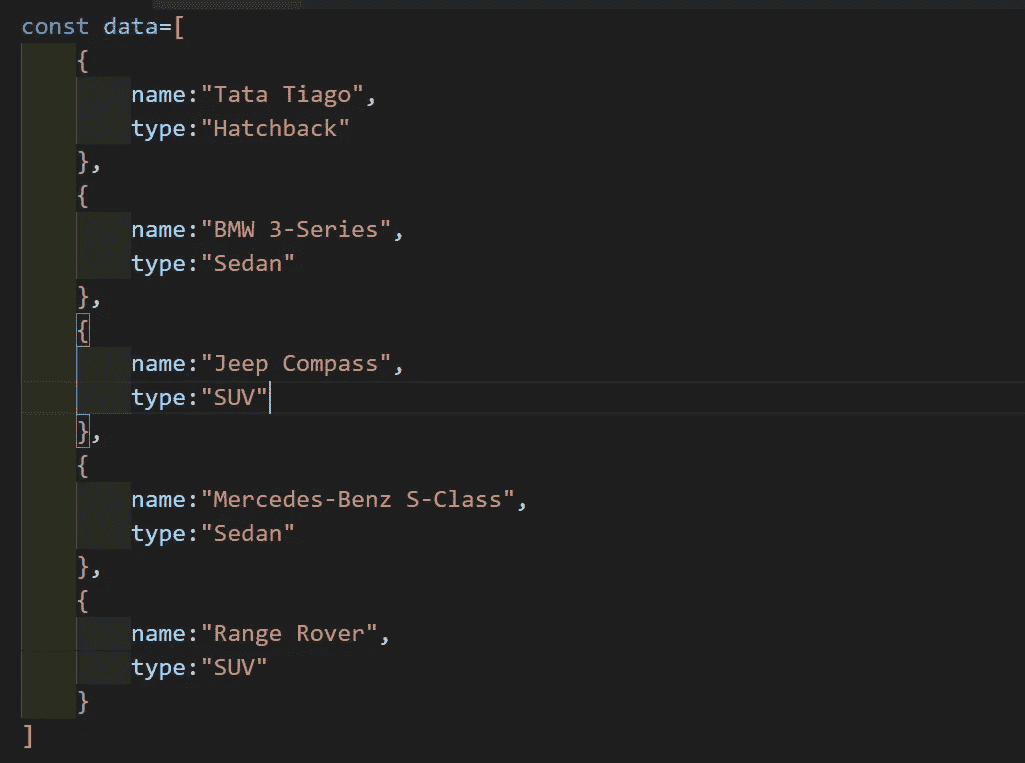 const data=[
    {
        name:"Tata Tiago",
        type:"Hatchback"
    },
    {
        name:"BMW 3-Series",
        type:"Sedan"
    },
    {
        name:"Jeep Compass",
        type:"SUV"
    },
    {
        name:"Mercedes-Benz S-Class",
        type:"Sedan"
    },
    {
        name:"Range Rover",
        type:"SUV"
    }
]